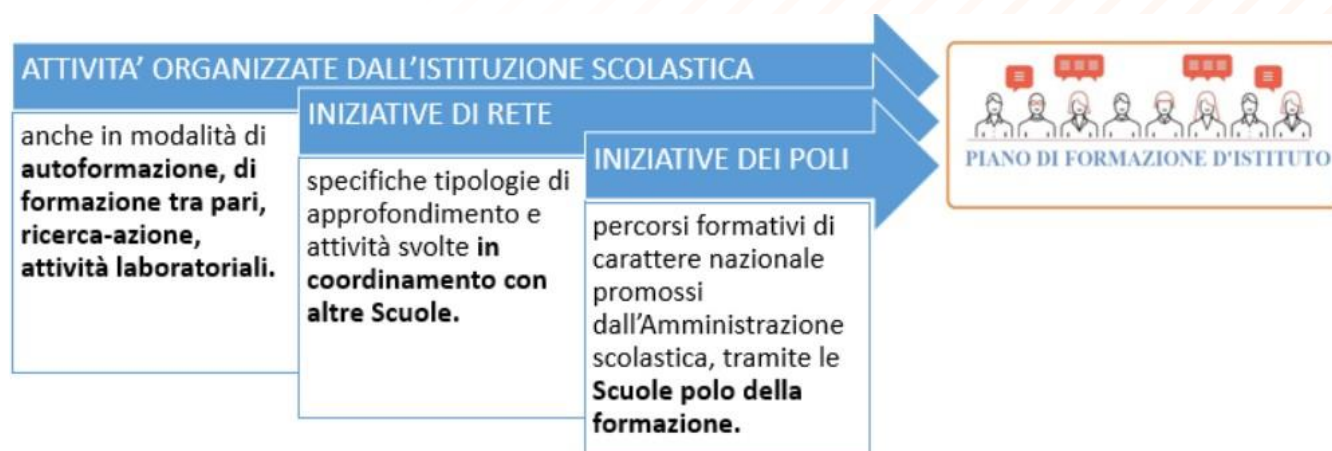 ATTIVITA’ ORGANIZZATE DALL’ISTITUZIONE SCOLASTICA
anche in modalità di
autoformazione, di
formazione tra pari,
ricerca-azione,
attività laboratoriali.
INIZIATIVE DI RETE
specifiche tipologie di
approfondimento e
attività svolte in
coordinamento con
altre Scuole.
INIZIATIVE DEI POLI
percorsi formativi di
carattere nazionale
promossi
dall’Amministrazione
scolastica, tramite le
Scuole polo della
formazione.
PIANO DI FORMAZIONE D'ISTITUTO